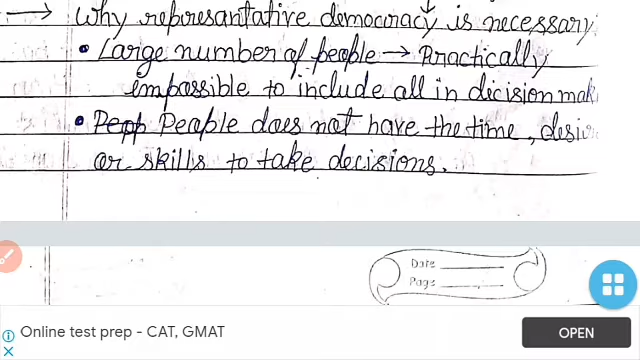 → Why represantative democracy is necessary
• Large number of people → Practically
impossible to include all in decision mak
• People does not have the time, desir
or skills to take decisions.
Date
Page
Online test prep - CAT, GMAT
OPEN